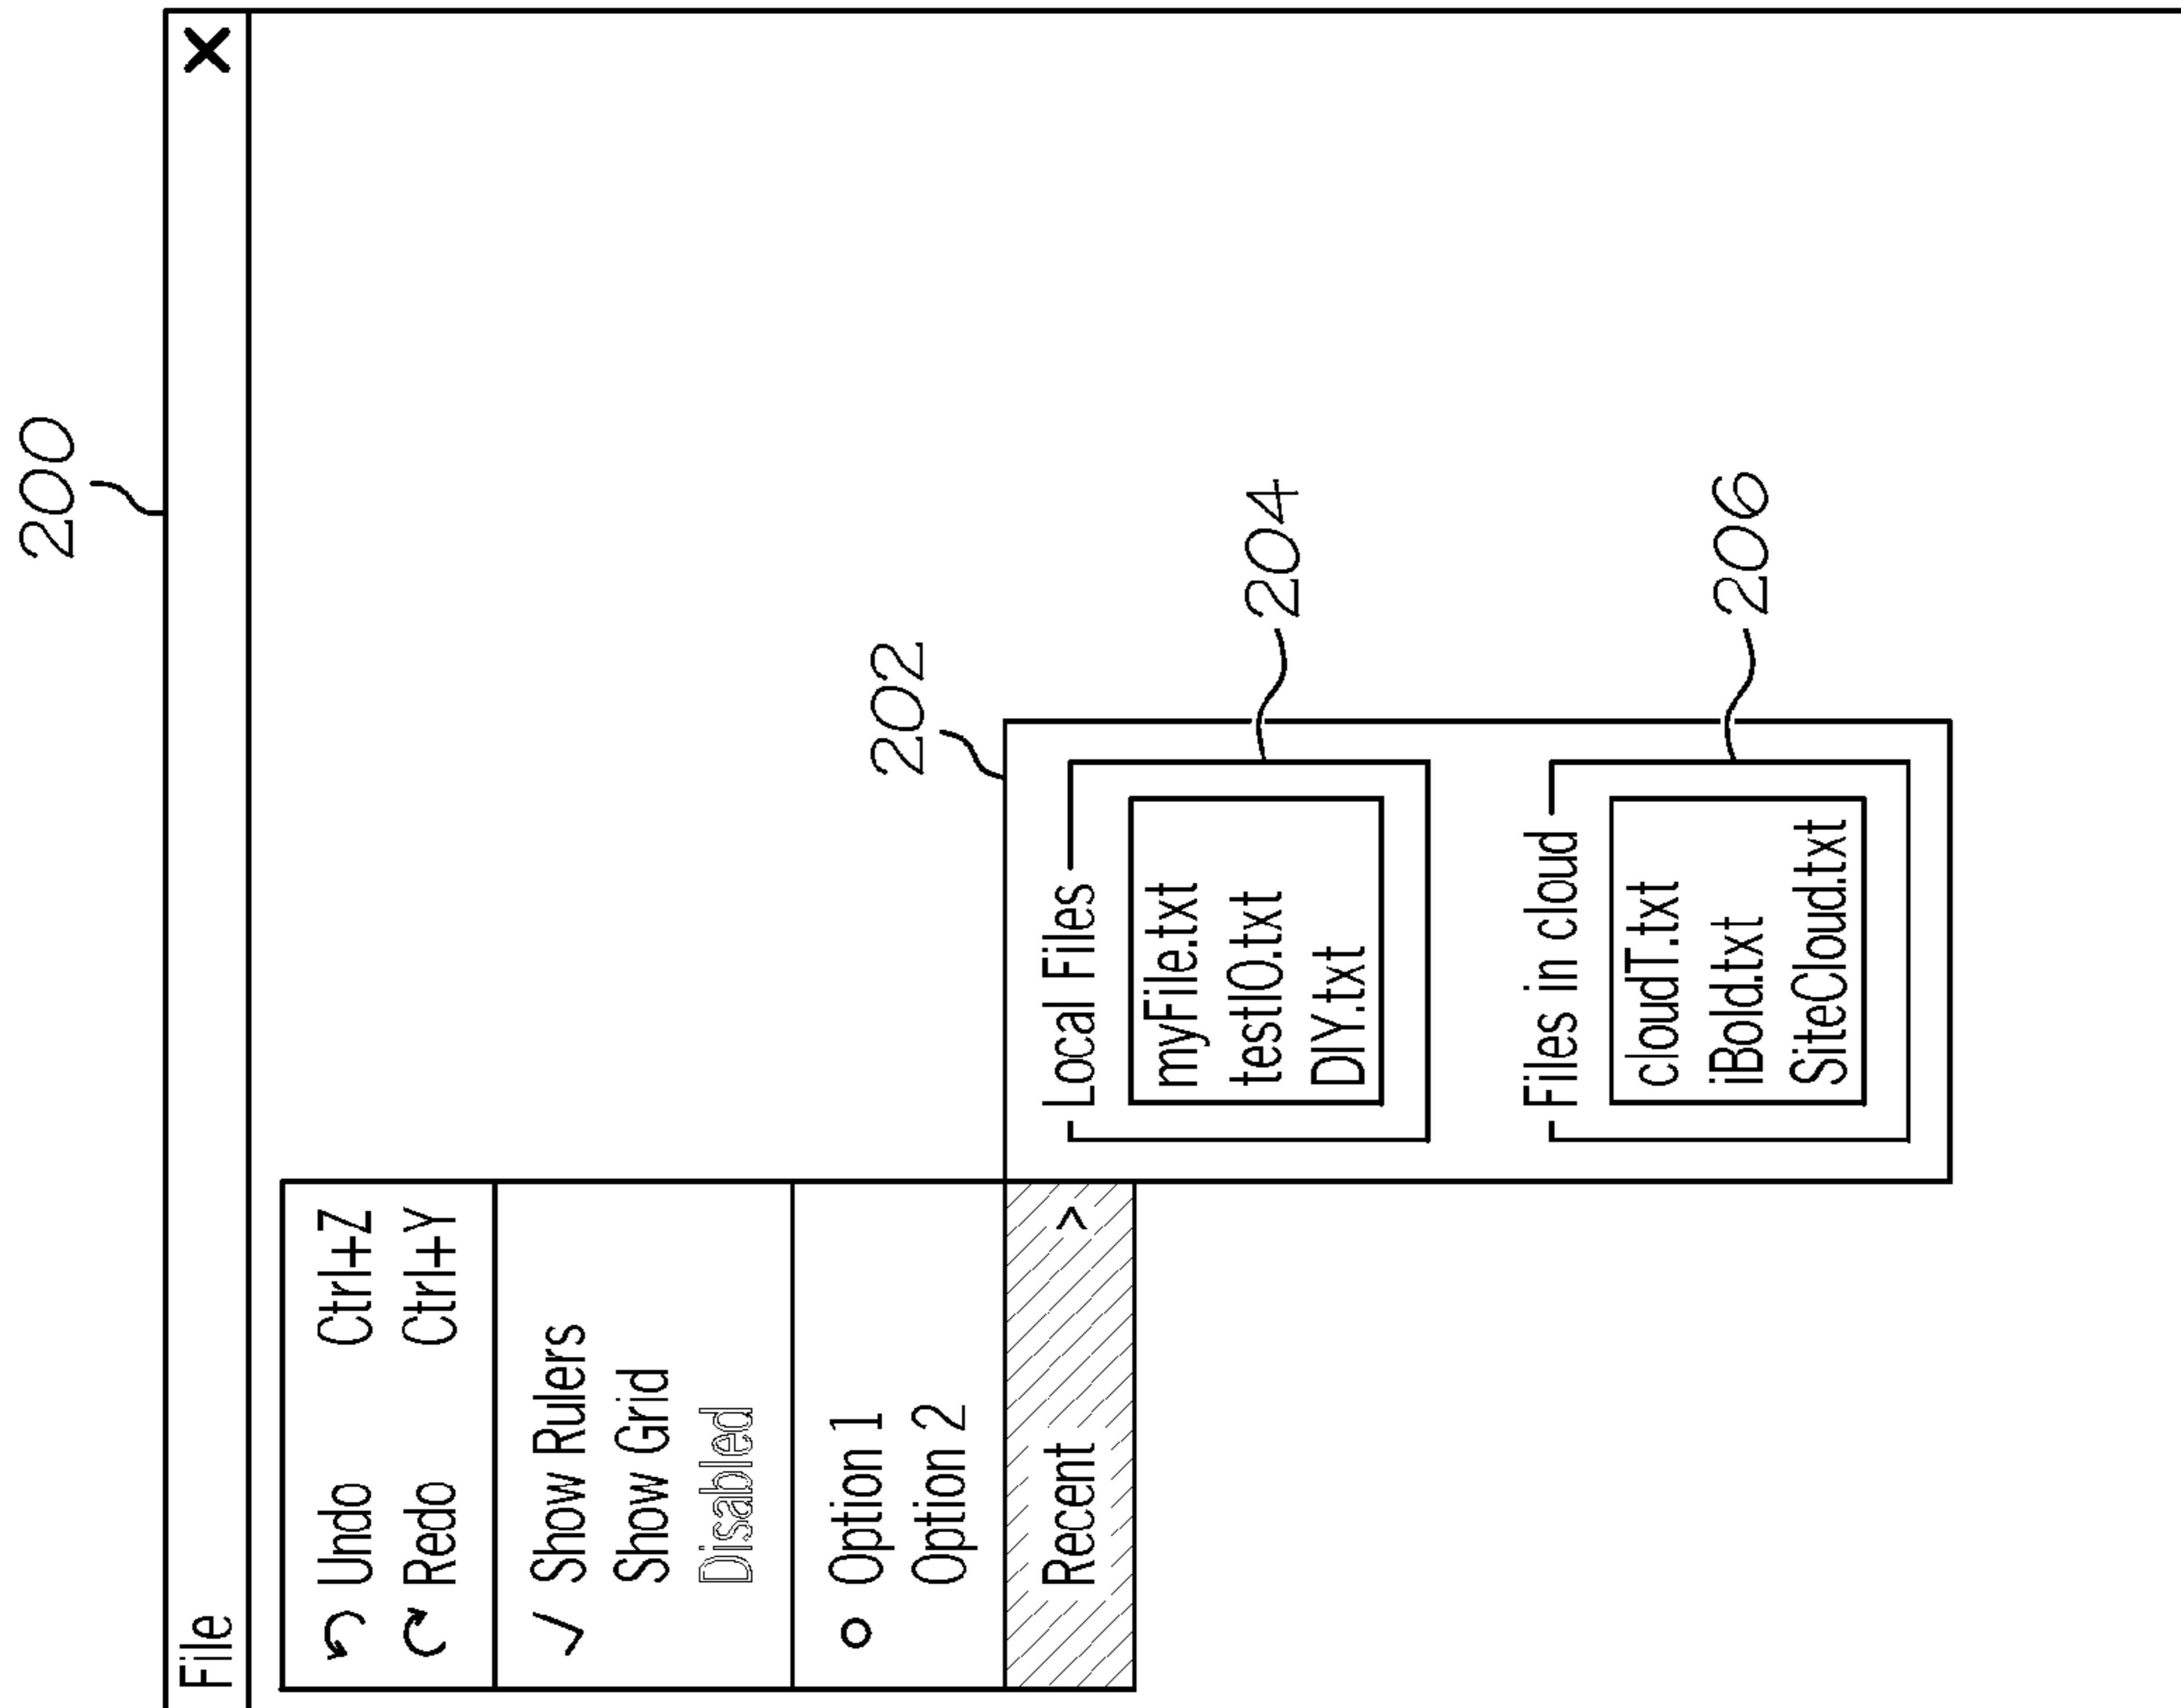 200
File X
Undo Ctrl+Z
Redo Ctrl+Y
✓ Show Rulers
Show Grid
Disabled
Option 1
Option 2
Recent >
202
Local Files
myFile.txt
testIO.txt
DIY.txt
204
Files in cloud
cloudT.txt
iBold.txt
SiteCloud.txt
206